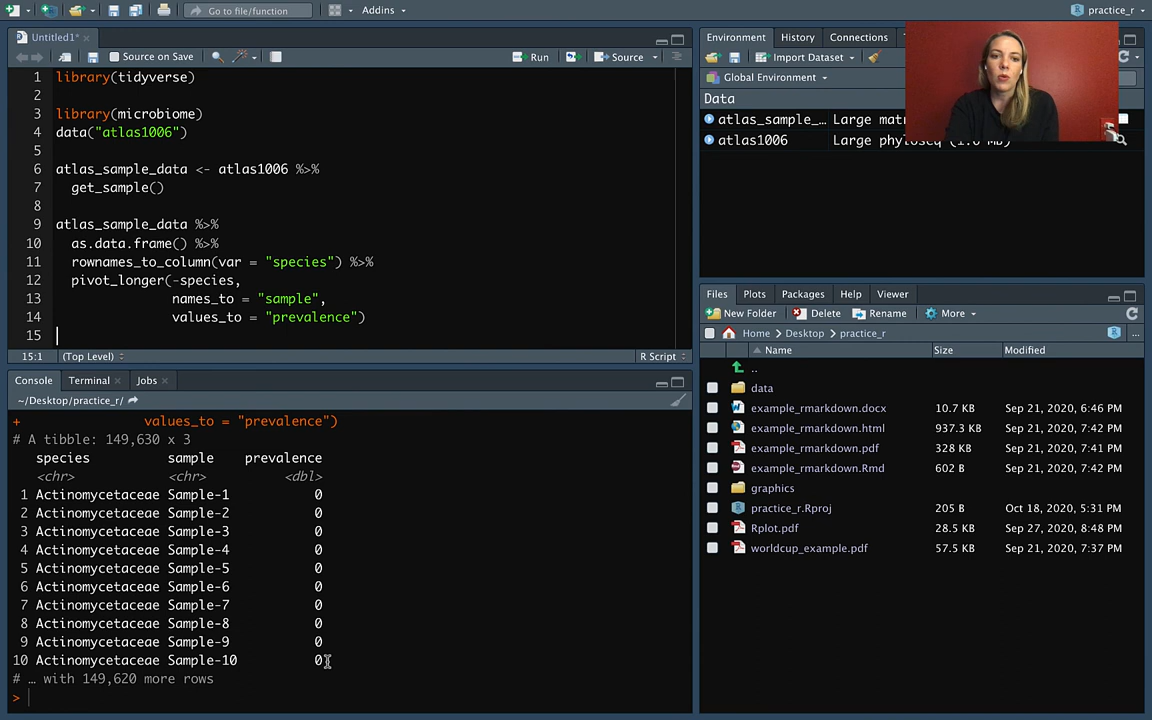 Go to file/function
Addins
practice_r
Untitled1*
Source on Save
Run
Source
1 library(tidyverse)
2
3 library(microbiome)
4 data("atlas1006")
5
6 atlas_sample_data <- atlas1006 %>%
7 get_sample()
8
9 atlas_sample_data %>%
10 as.data.frame() %>%
11 rownames_to_column(var = "species") %>%
12 pivot_longer(-species,
13 names_to = "sample",
14 values_to = "prevalence")
15
15:1 (Top Level)
R Script
Console Terminal Jobs
~/Desktop/practice_r/
+ values_to = "prevalence")
# A tibble: 149,630 x 3
species sample prevalence
<chr> <chr> <dbl>
1 Actinomycetaceae Sample-1 0
2 Actinomycetaceae Sample-2 0
3 Actinomycetaceae Sample-3 0
4 Actinomycetaceae Sample-4 0
5 Actinomycetaceae Sample-5 0
6 Actinomycetaceae Sample-6 0
7 Actinomycetaceae Sample-7 0
8 Actinomycetaceae Sample-8 0
9 Actinomycetaceae Sample-9 0
10 Actinomycetaceae Sample-10 0
# … with 149,620 more rows
>
Environment History Connections
Import Dataset
Global Environment
Data
atlas_sample_… Large
atlas1006 Large phyloseq
Files Plots Packages Help Viewer
New Folder Delete Rename More
Home Desktop practice_r
Name Size Modified
..
data
example_rmarkdown.docx 10.7 KB Sep 21, 2020, 6:46 PM
example_rmarkdown.html 937.3 KB Sep 21, 2020, 7:42 PM
example_rmarkdown.pdf 328 KB Sep 21, 2020, 7:41 PM
example_rmarkdown.Rmd 602 B Sep 21, 2020, 7:42 PM
graphics
practice_r.Rproj 205 B Oct 18, 2020, 5:31 PM
Rplot.pdf 28.5 KB Sep 27, 2020, 8:48 PM
worldcup_example.pdf 57.5 KB Sep 21, 2020, 7:37 PM